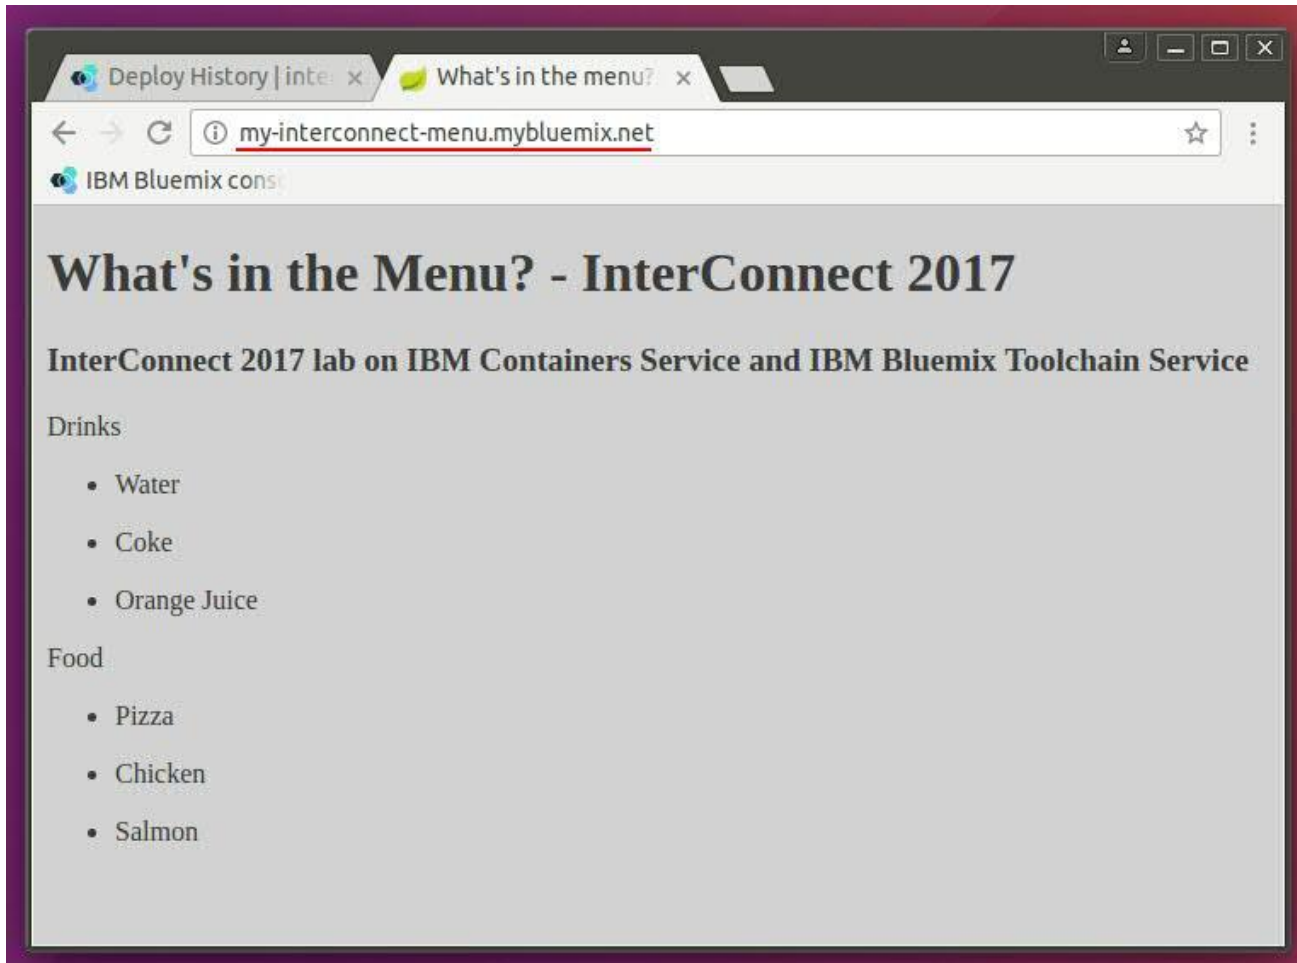 Deploy History | inte
What's in the menu?
my-interconnect-menu.mybluemix.net
IBM Bluemix cons
What's in the Menu? - InterConnect 2017
InterConnect 2017 lab on IBM Containers Service and IBM Bluemix Toolchain Service
Drinks
• Water
• Coke
• Orange Juice
Food
• Pizza
• Chicken
• Salmon